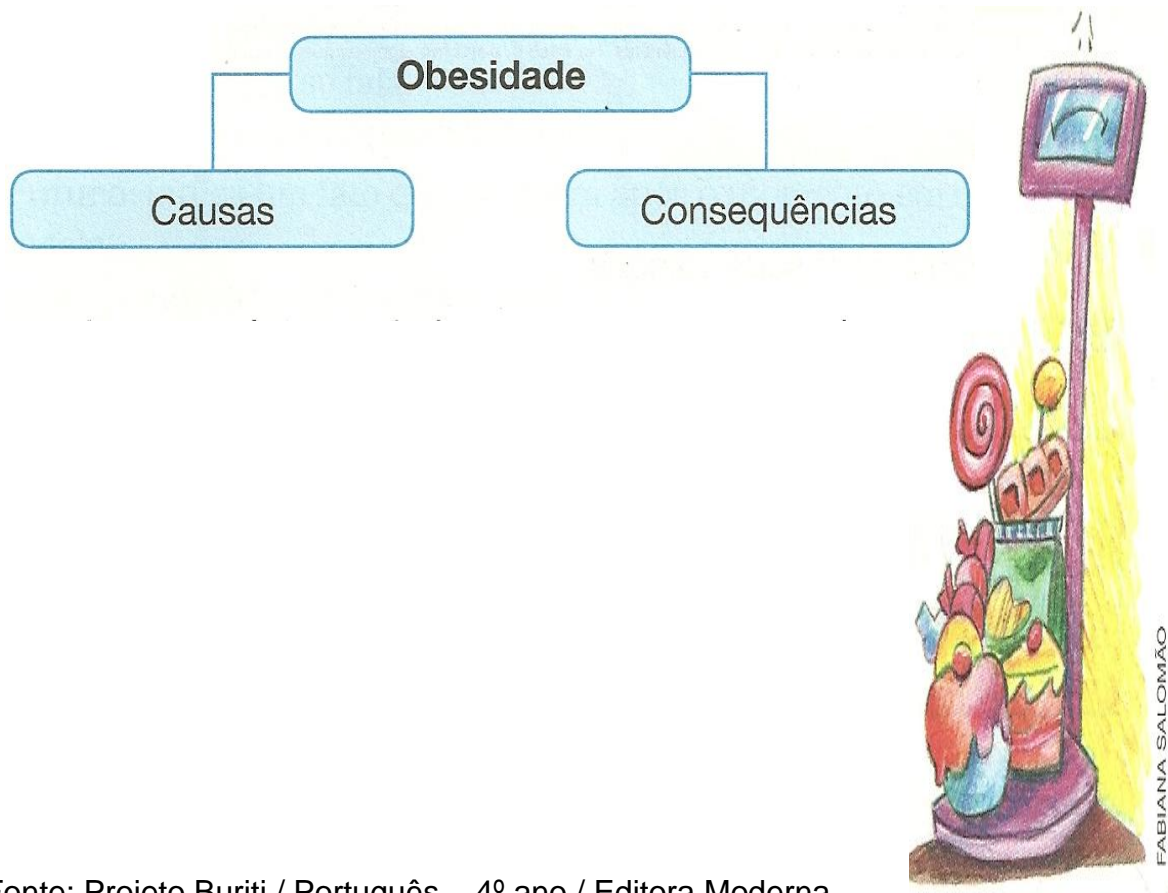 Obesidade
Causas
Consequências
FABIANA SALOMÃO
Fonte: Projeto Buriti / Português – 4º ano / Editora Moderna